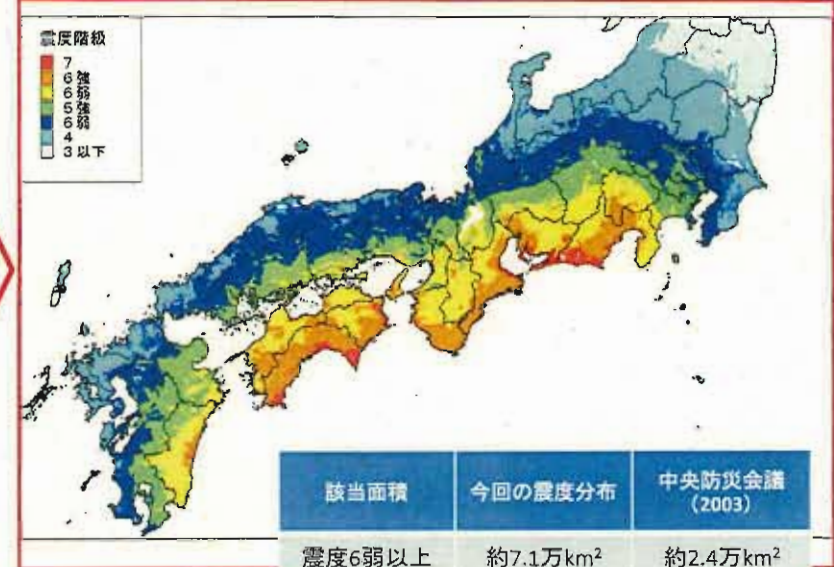 震度階級
7
6強
6弱
5強
6弱
4
3以下
該当面積
今回の震度分布
中央防災会議
(2003)
震度6弱以上
約7.1万km²
約2.4万km²